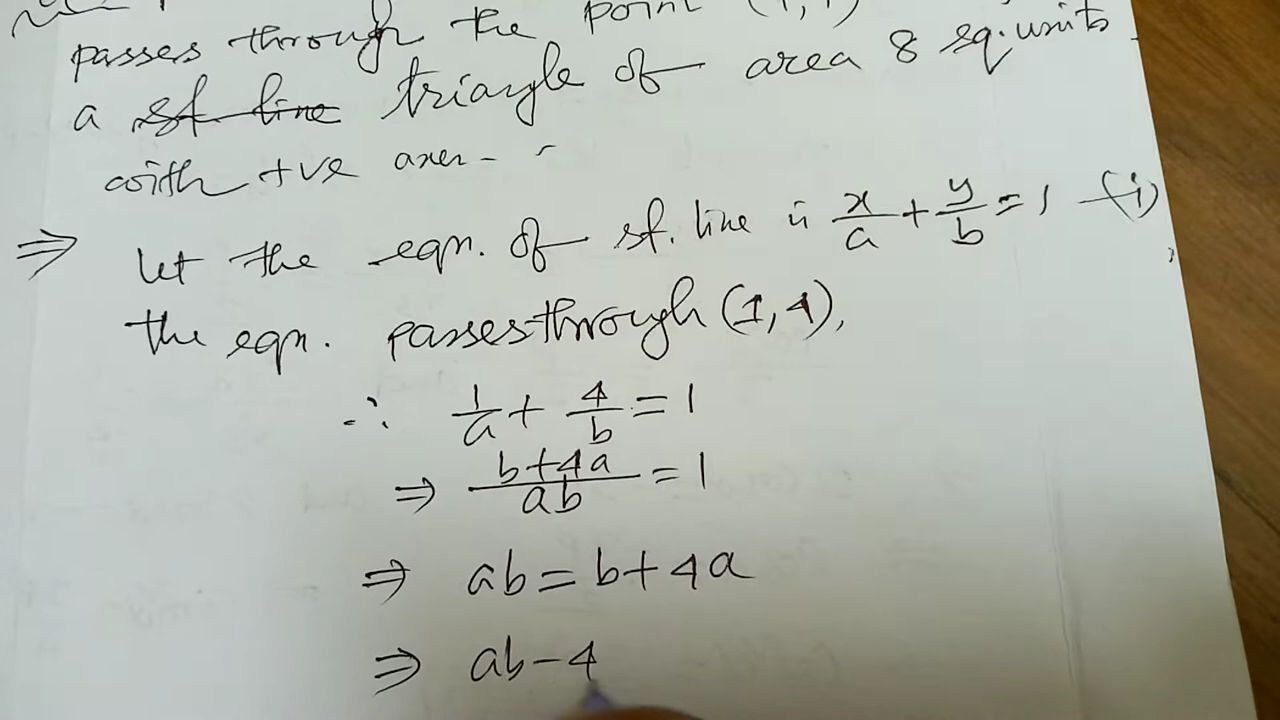 passes through the point
a st. line triangle of area 8 sq. units
with +ve axes -
⇒ Let the eqn. of st. line is x/a + y/b = 1 —(i)
the eqn. passes through (1,4),
∴ 1/a + 4/b = 1
⇒ b+4a/ab = 1
⇒ ab = b+4a
⇒ ab-4